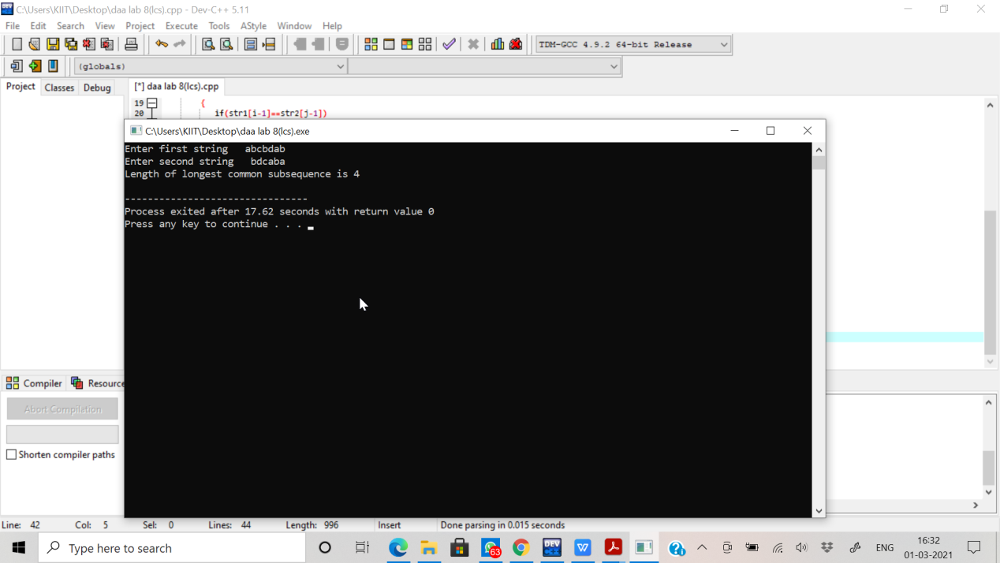 C:\Users\KIIT\Desktop\daa lab 8(lcs).cpp - Dev-C++ 5.11
File Edit Search View Project Execute Tools AStyle Window Help
TDM-GCC 4.9.2 64-bit Release
(globals)
Project Classes Debug [*] daa lab 8(lcs).cpp
19 {
20 if(str1[i-1]==str2[j-1])
C:\Users\KIIT\Desktop\daa lab 8(lcs).exe
Enter first string abcbdab
Enter second string bdcaba
Length of longest common subsequence is 4
--------------------------------
Process exited after 17.62 seconds with return value 0
Press any key to continue . . .
Compiler Resource
Abort Compilation
Shorten compiler paths
Line: 42 Col: 5 Sel: 0 Lines: 44 Length: 996 Insert Done parsing in 0.015 seconds
Type here to search 63 DEV W ENG 16:32
01-03-2021